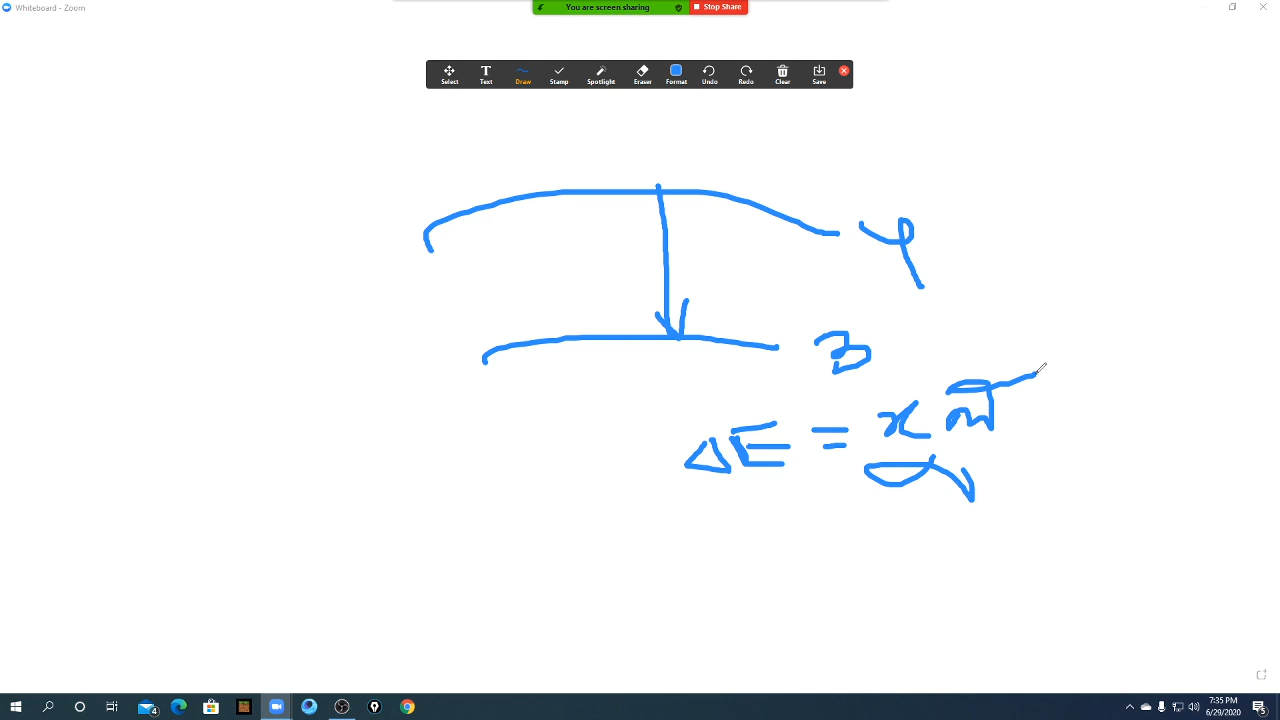 Whiteboard - Zoom
You are screen sharing
Stop Share
Select Text Draw Stamp Spotlight Eraser Format Undo Redo Clear Save
4
3
ΔE = x
4
7:35 PM
6/29/2020